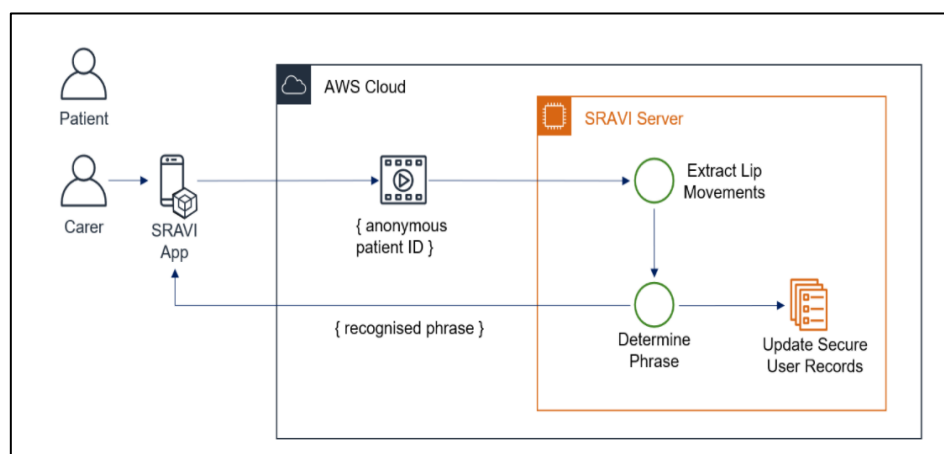 AWS Cloud
SRAVI Server
Patient
Carer
SRAVI
App
{ anonymous
patient ID }
Extract Lip
Movements
{ recognised phrase }
Determine
Phrase
Update Secure
User Records